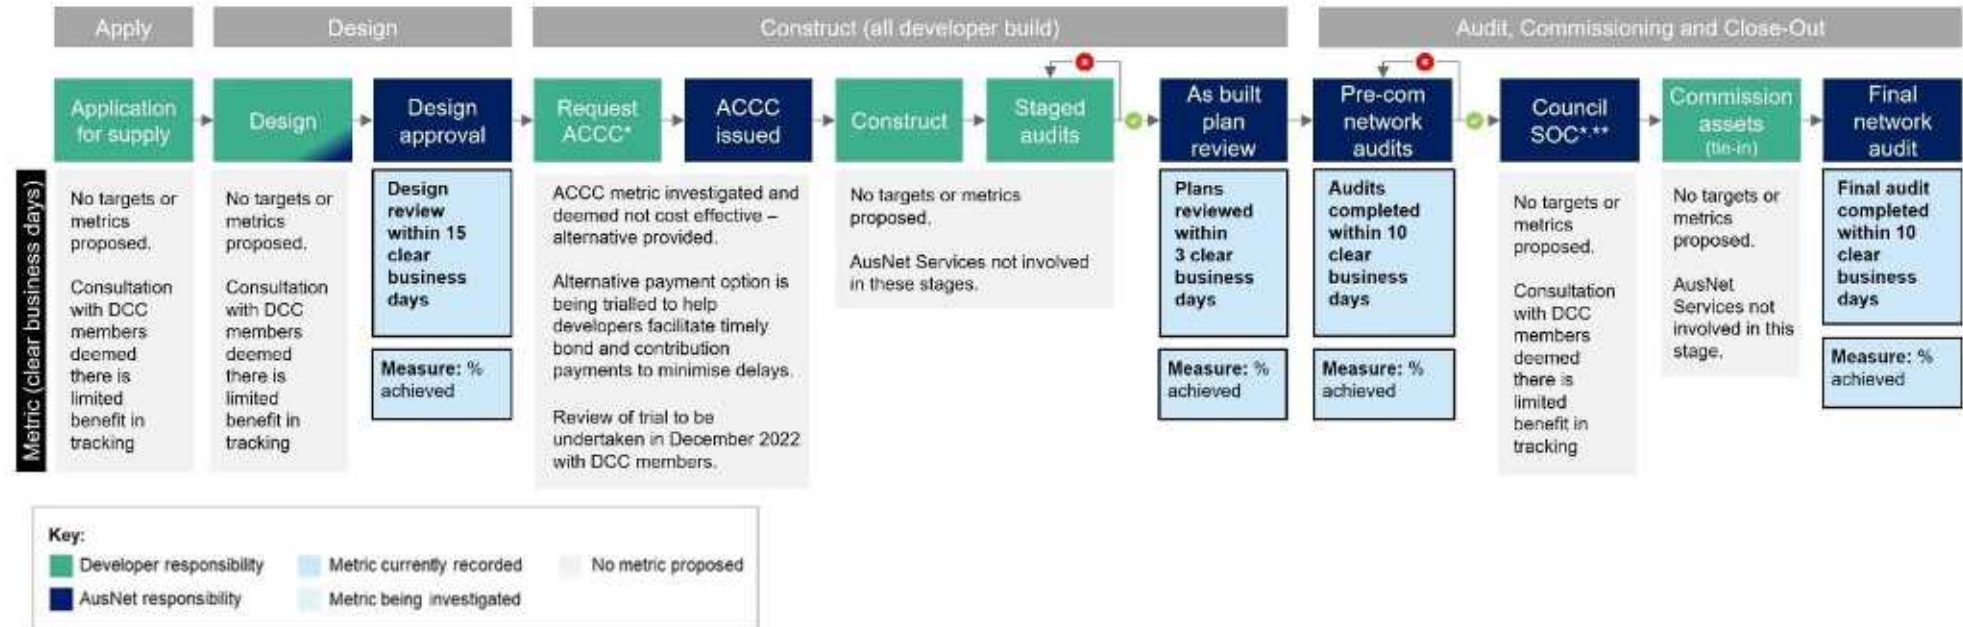 Apply
Design
Construct (all developer build)
Audit, Commissioning and Close-Out
Application
for supply
Design
Design
approval
Request
ACCC*
ACCC
issued
Construct
Staged
audits
As built
plan
review
Pre-com
network
audits
Council
SOC*,**
Commission
assets
(tie-in)
Final
network
audit
Metric (clear business days)
No targets or
metrics
proposed.
Consultation
with DCC
members
deemed
there is
limited
benefit in
tracking
No targets or
metrics
proposed.
Consultation
with DCC
members
deemed
there is
limited
benefit in
tracking
Design
review
within 15
clear
business
days
Measure: %
achieved
ACCC metric investigated and
deemed not cost effective –
alternative provided.
Alternative payment option is
being trialled to help
developers facilitate timely
bond and contribution
payments to minimise delays.
Review of trial to be
undertaken in December 2022
with DCC members.
No targets or metrics
proposed.
AusNet Services not involved
in these stages.
Plans
reviewed
within
3 clear
business
days
Measure: %
achieved
Audits
completed
within 10
clear
business
days
Measure: %
achieved
No targets or
metrics
proposed.
Consultation
with DCC
members
deemed
there is
limited
benefit in
tracking
No targets or
metrics
proposed.
AusNet
Services not
involved in this
stage.
Final audit
completed
within 10
clear
business
days
Measure: %
achieved
Key:
Developer responsibility
Metric currently recorded
No metric proposed
AusNet responsibility
Metric being investigated